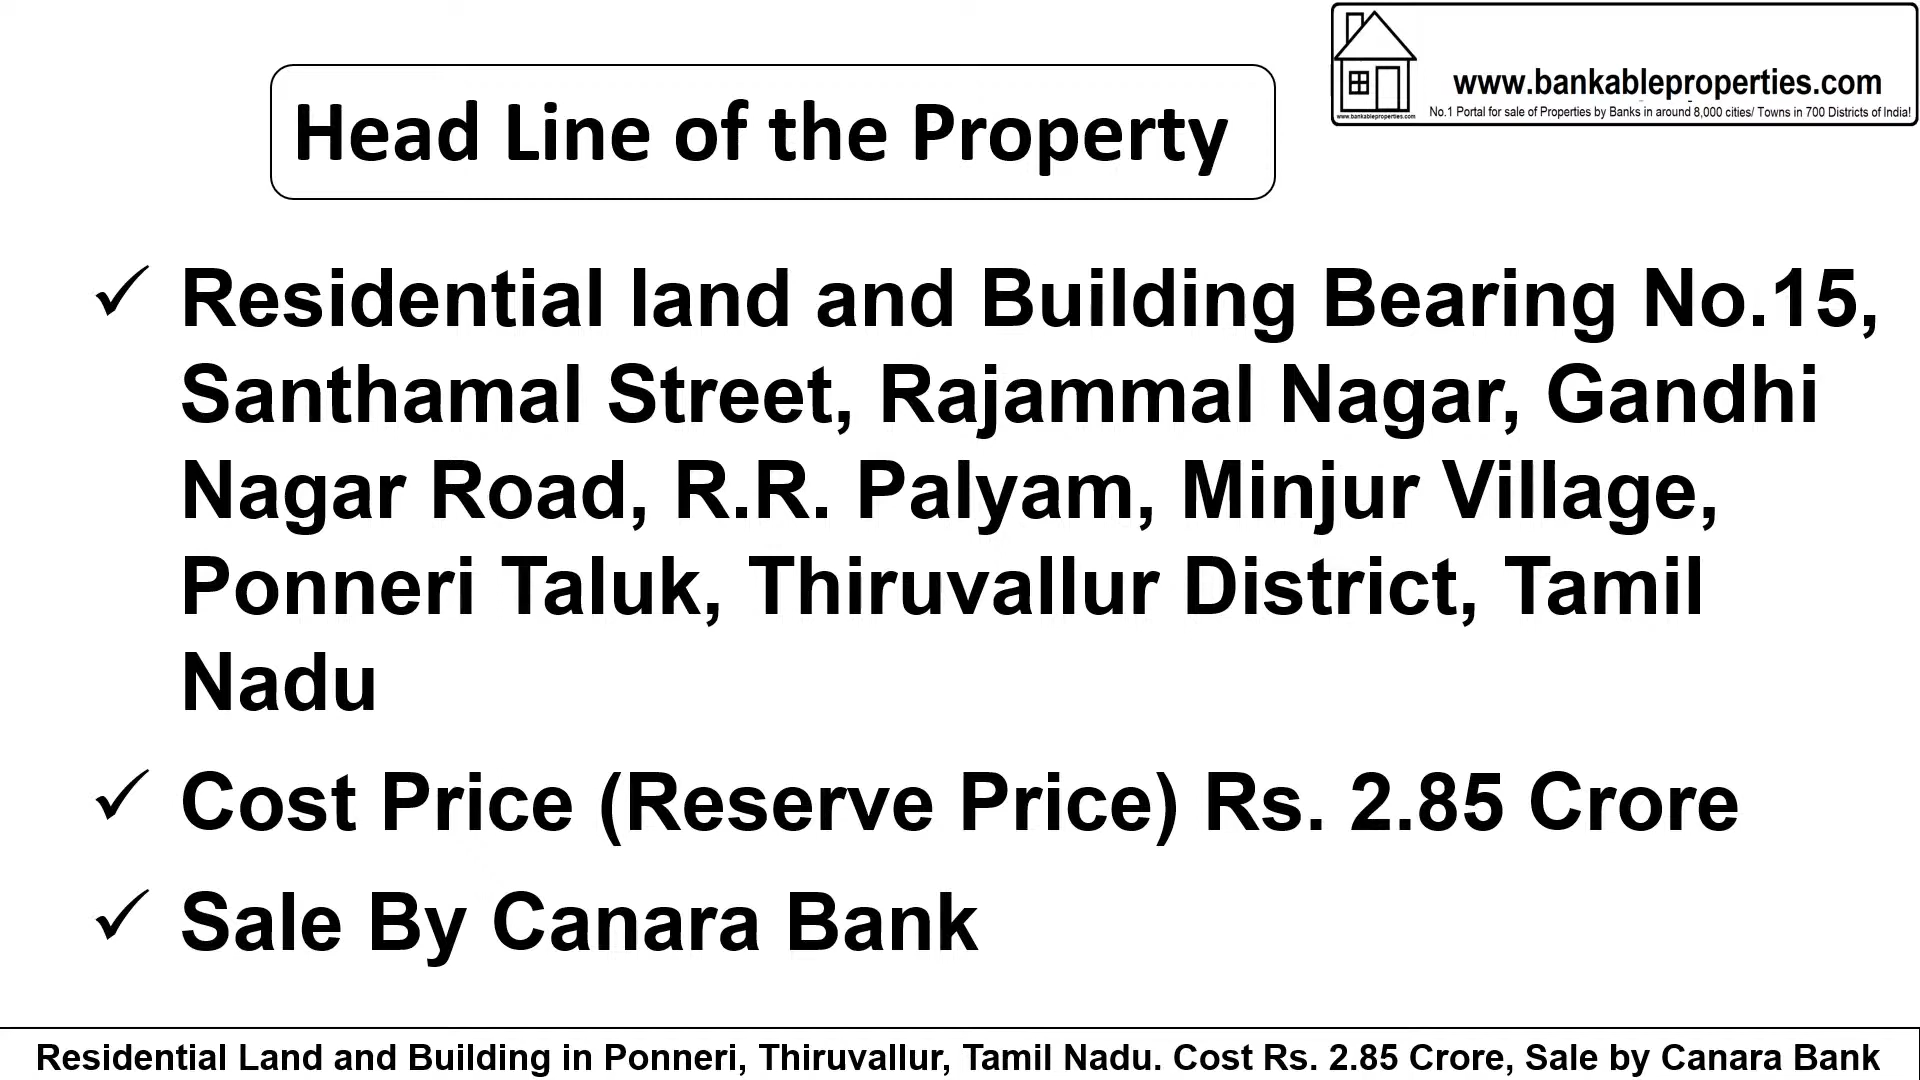 www.bankableproperties.com
No.1 Portal for sale of Properties by Banks in around 8,000 cities/ Towns in 700 Districts of India!
www.bankableproperties.com
Head Line of the Property
Residential land and Building Bearing No.15,
Santhamal Street, Rajammal Nagar, Gandhi
Nagar Road, R.R. Palyam, Minjur Village,
Ponneri Taluk, Thiruvallur District, Tamil
Nadu
Cost Price (Reserve Price) Rs. 2.85 Crore
Sale By Canara Bank
Residential Land and Building in Ponneri, Thiruvallur, Tamil Nadu. Cost Rs. 2.85 Crore, Sale by Canara Bank